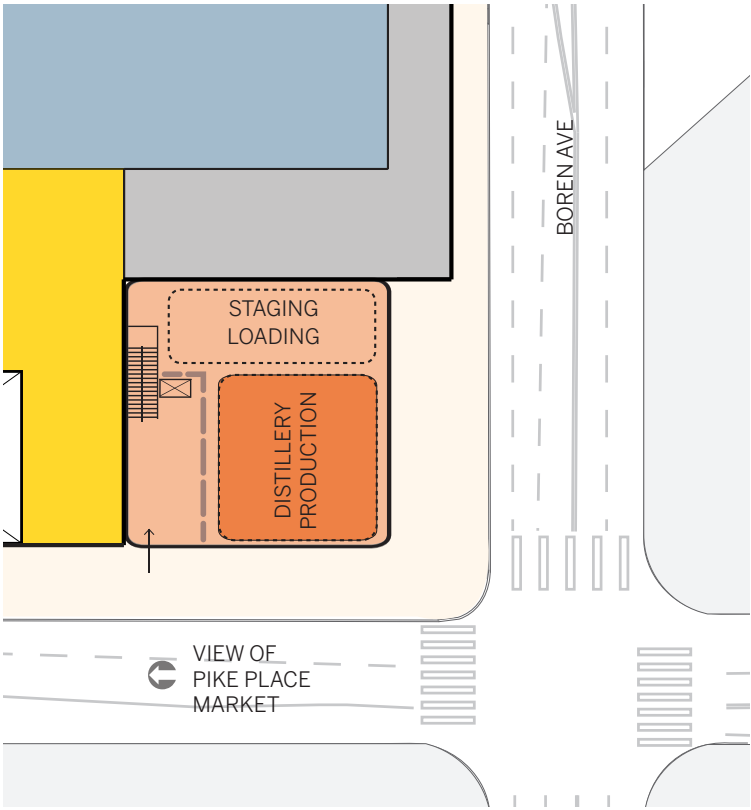 BOREN AVE
STAGING
LOADING
DISTILLERY
PRODUCTION
VIEW OF
PIKE PLACE
MARKET